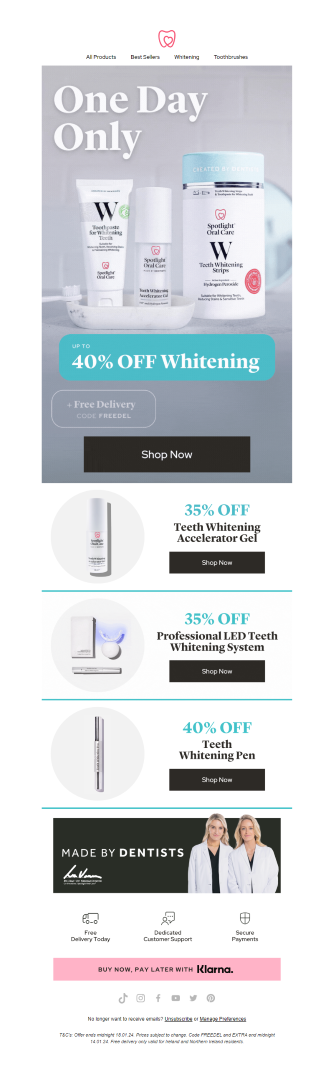 All Products Best Sellers Whitening Toothbrushes
One Day
Only
CREATED BY DENTISTS
W
Toothpaste
for Whitening
Teeth
Spotlight
Oral Care
Spotlight
Oral Care
Teeth Whitening
Accelerator Gel
Spotlight
Oral Care
W
Teeth Whitening
Strips
Hydrogen Peroxide
UP TO
40% OFF Whitening
+ Free Delivery
CODE FREEDEL
Shop Now
35% OFF
Teeth Whitening
Accelerator Gel
Shop Now
35% OFF
Professional LED Teeth
Whitening System
Shop Now
40% OFF
Teeth
Whitening Pen
Shop Now
MADE BY DENTISTS
Free
Delivery Today
Dedicated
Customer Support
Secure
Payments
BUY NOW, PAY LATER WITH Klarna.
No longer want to receive emails? Unsubscribe or Manage Preferences
T&C's: Offer ends midnight 18.01.24. Prices subject to change. Code FREEDEL and EXTRA end midnight
14.01.24. Free delivery only valid for Ireland and Northern Ireland residents.